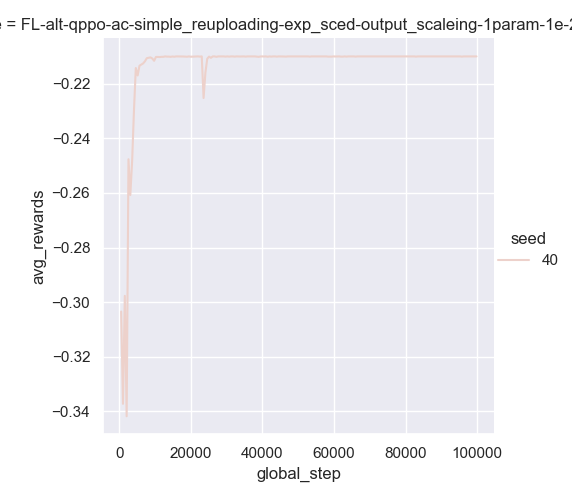 = FL-alt-qppo-ac-simple_reuploading-exp_sced-output_scaleing-1param-1e-2
−0.22
−0.24
−0.26
−0.28
−0.30
−0.32
−0.34
avg_rewards
0 20000 40000 60000 80000 100000
global_step
seed
40